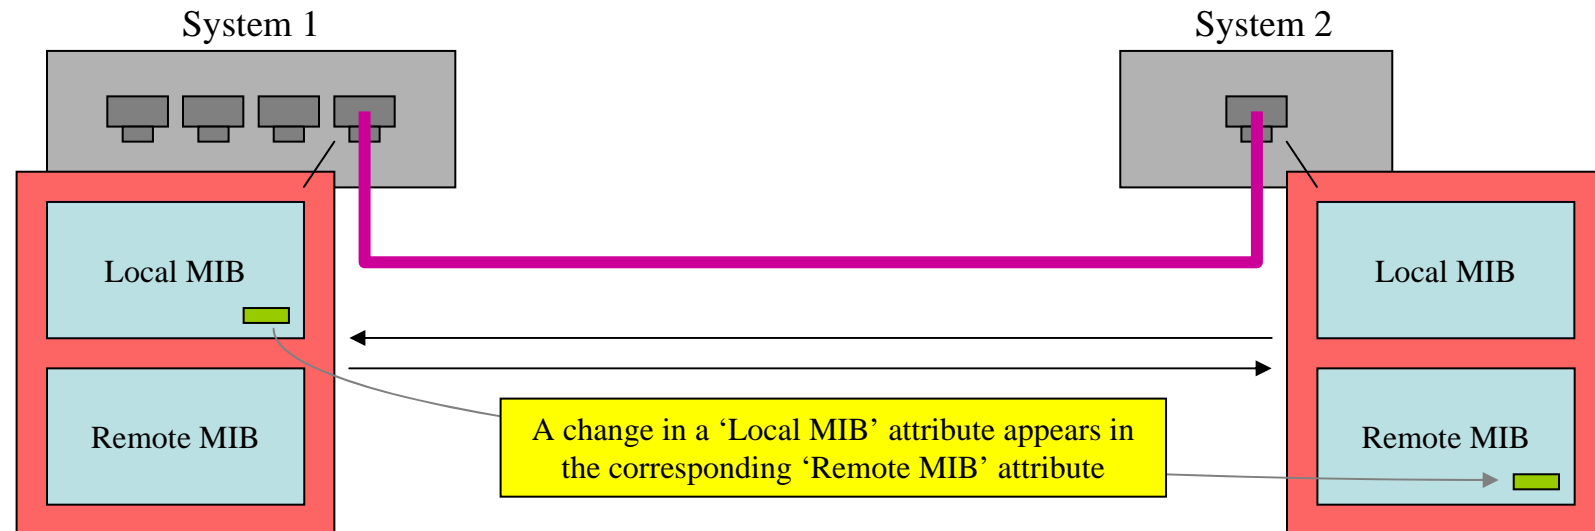 System 1
System 2
Local MIB
Remote MIB
A change in a ‘Local MIB’ attribute appears in
the corresponding ‘Remote MIB’ attribute
Local MIB
Remote MIB